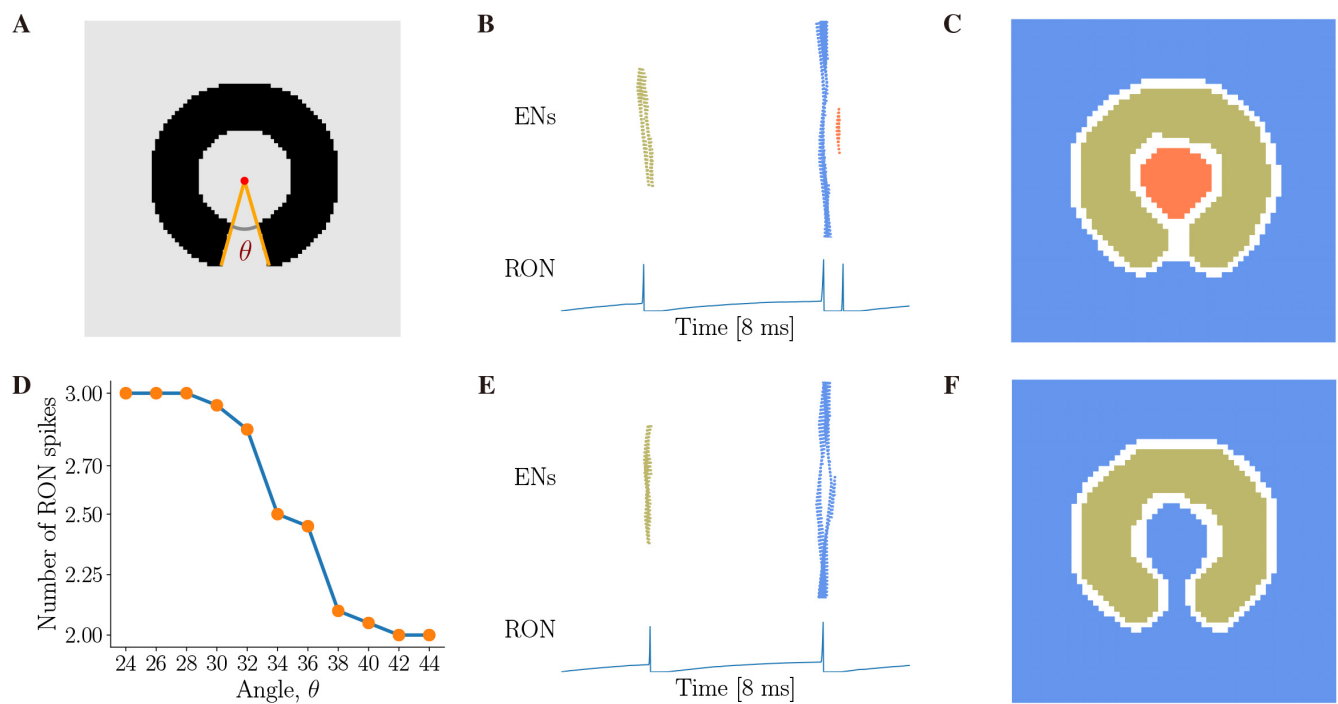 A
θ
B
ENs
RON
Time [8 ms]
C
D
Number of RON spikes
3.00
2.70
2.50
2.25
2.00
24 26 28 30 32 34 36 38 40 42 44
Angle, θ
E
ENs
RON
Time [8 ms]
F